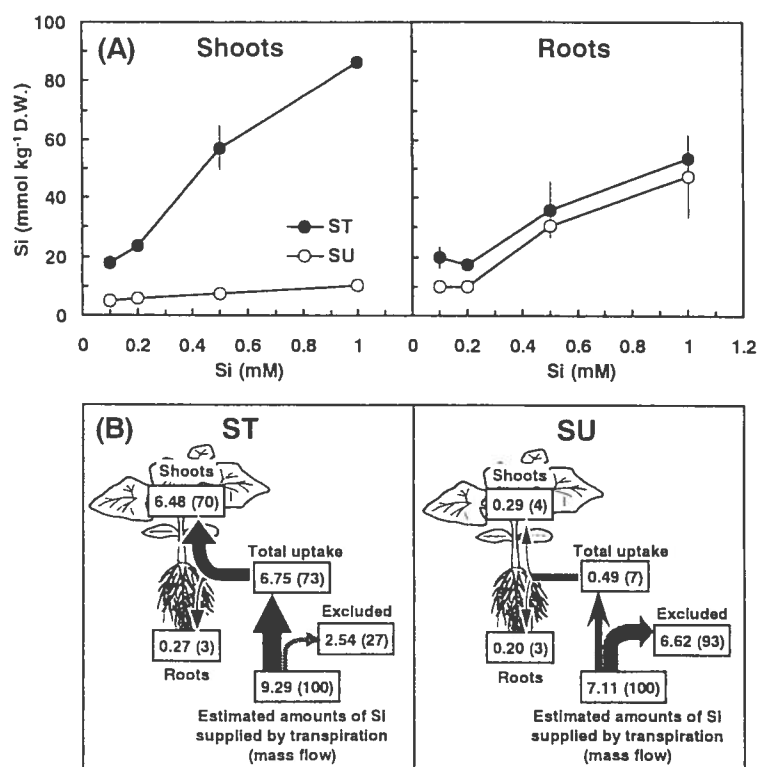 (A)
Shoots
Roots
100
80
60
40
20
0
Si (mmol kg⁻¹ D.W.)
ST
SU
0 0.2 0.4 0.6 0.8 1
0 0.2 0.4 0.6 0.8 1 1.2
Si (mM)
Si (mM)
(B)
ST
Shoots
6.48 (70)
Total uptake
6.75 (73)
Excluded
2.54 (27)
0.27 (3)
Roots
9.29 (100)
Estimated amounts of Si
supplied by transpiration
(mass flow)
SU
Shoots
0.29 (4)
Total uptake
0.49 (7)
Excluded
6.62 (93)
0.20 (3)
Roots
7.11 (100)
Estimated amounts of Si
supplied by transpiration
(mass flow)